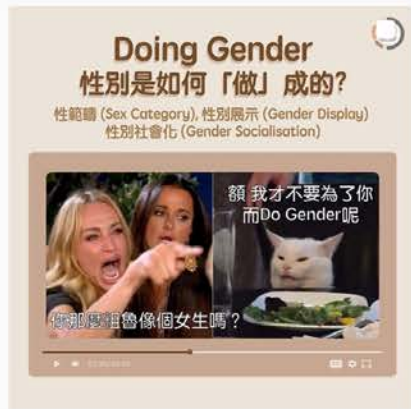 Doing Gender
性別是如何「做」成的?
性範疇 (Sex Category), 性別展示 (Gender Display)
性別社會化 (Gender Socialisation)
額 我才不要為了你
而Do Gender呢
你那麼粗魯像個女生嗎？